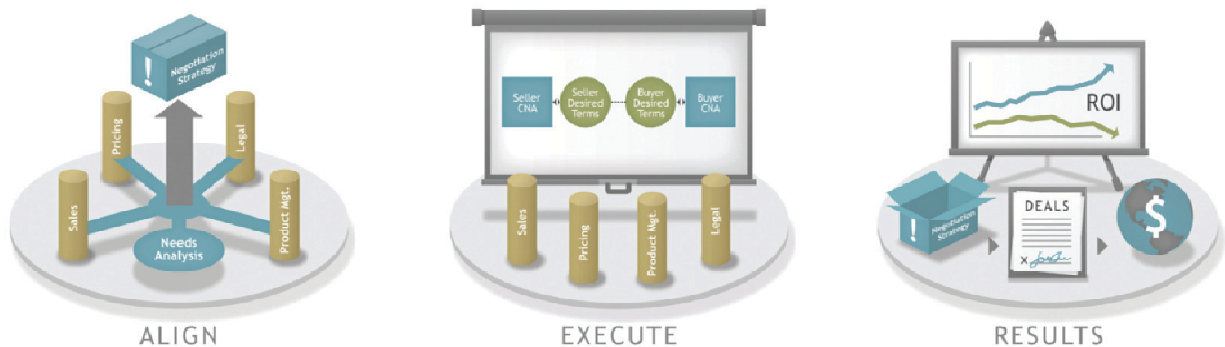 !
Negotiation
Strategy
Pricing
Legal
Sales
Product Mgt.
Needs
Analysis
ALIGN
Seller
CNA
Seller
Desired
Terms
Buyer
Desired
Terms
Buyer
CNA
Sales
Pricing
Product Mgt.
Legal
EXECUTE
ROI
!
Negotiation
Strategy
DEALS
X
$
RESULTS